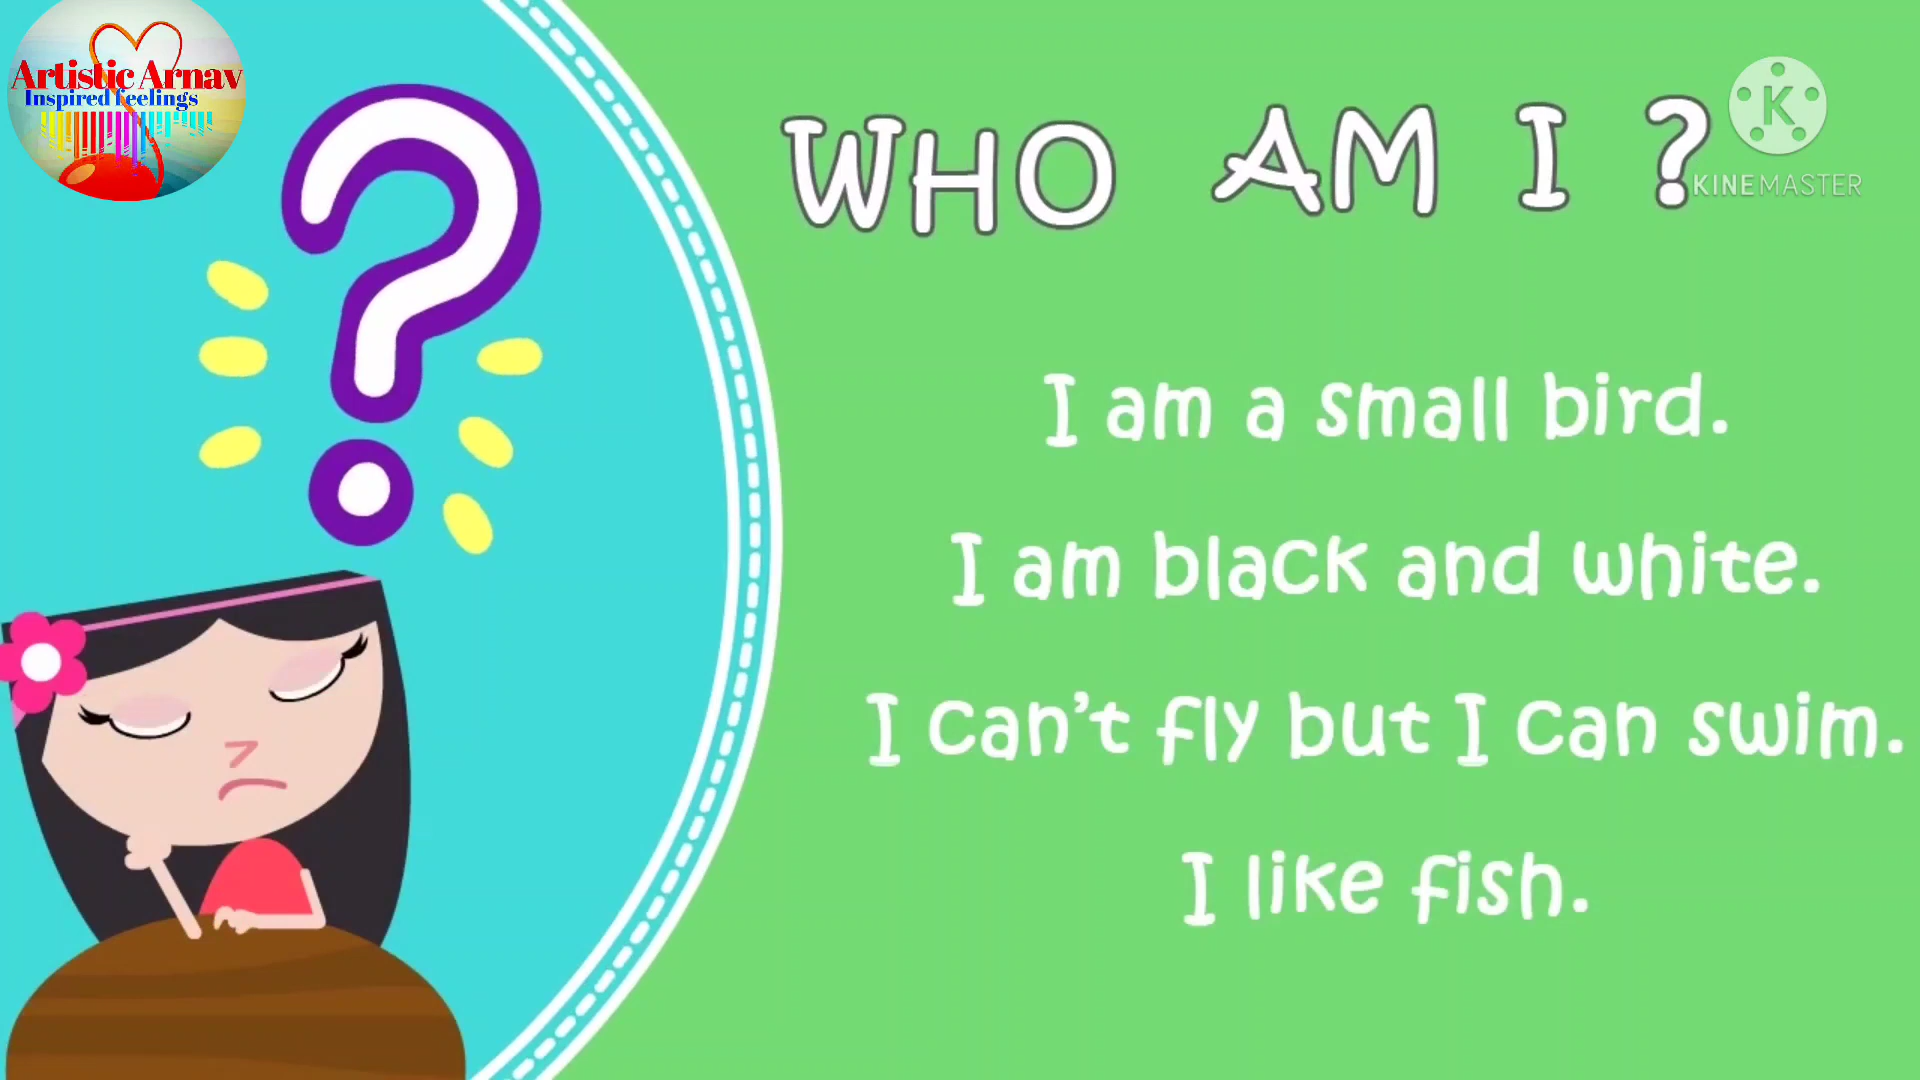 Artistic Arnav
Inspired feelings
WHO AM I ?
KINEMASTER
I am a small bird.
I am black and white.
I can't fly but I can swim.
I like fish.